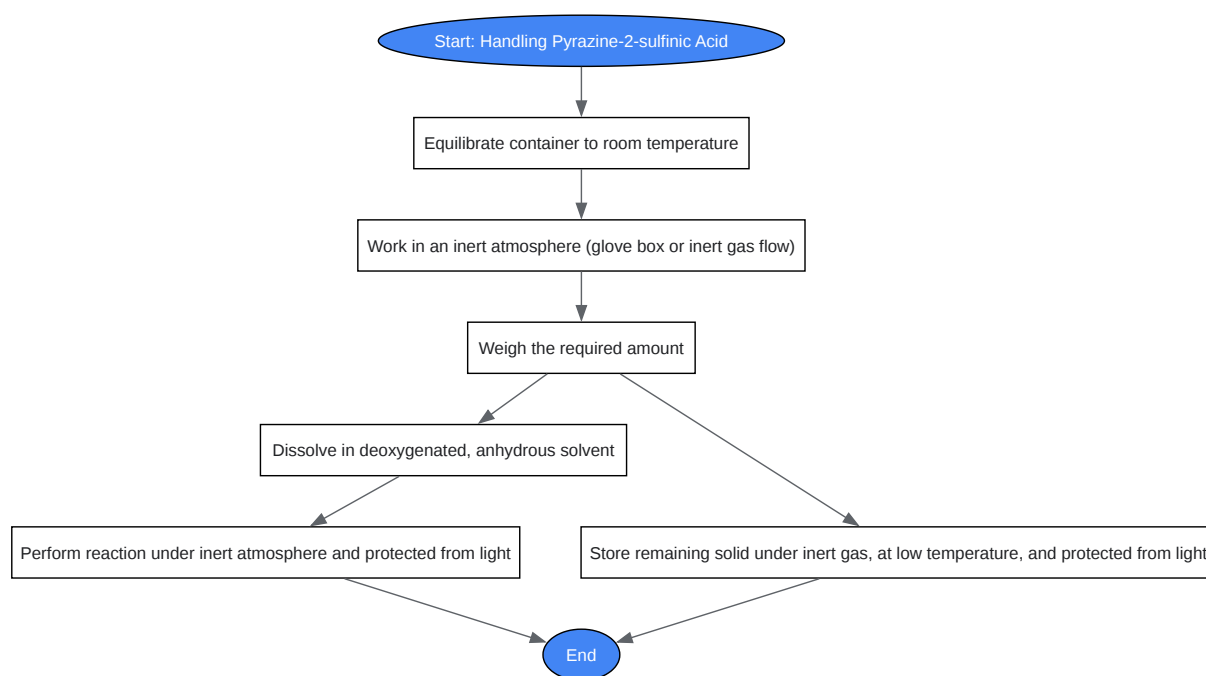 Start: Handling Pyrazine-2-sulfinic Acid
Equilibrate container to room temperature
Work in an inert atmosphere (glove box or inert gas flow)
Weigh the required amount
Dissolve in deoxygenated, anhydrous solvent
Perform reaction under inert atmosphere and protected from light
Store remaining solid under inert gas, at low temperature, and protected from light
End